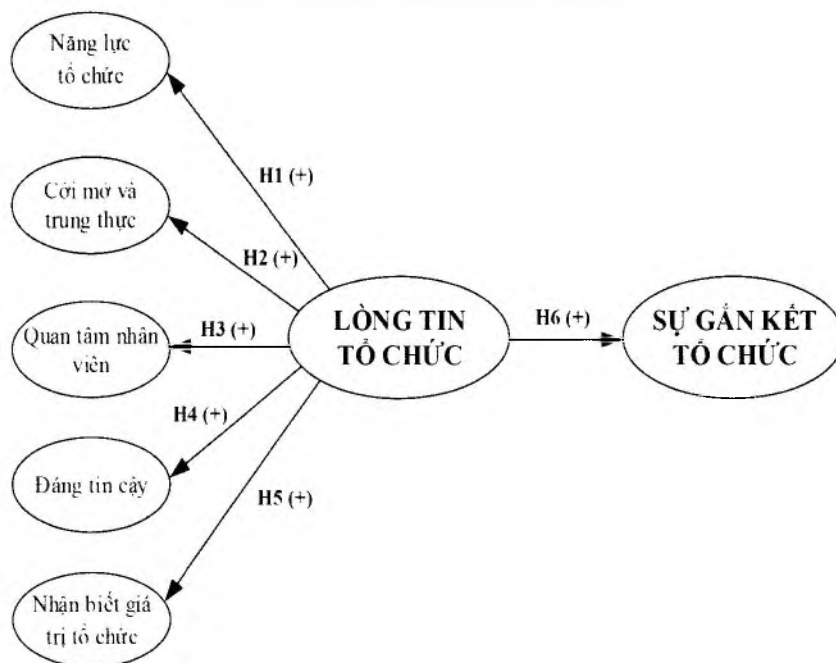 Năng lực
tổ chức
H1 (+)
Cởi mở và
trung thực
H2 (+)
Quan tâm nhân
viên
H3 (+)
LÒNG TIN
TỔ CHỨC
H6 (+)
SỰ GẮN KẾT
TỔ CHỨC
H4 (+)
Đáng tin cậy
H5 (+)
Nhận biết giá
trị tổ chức